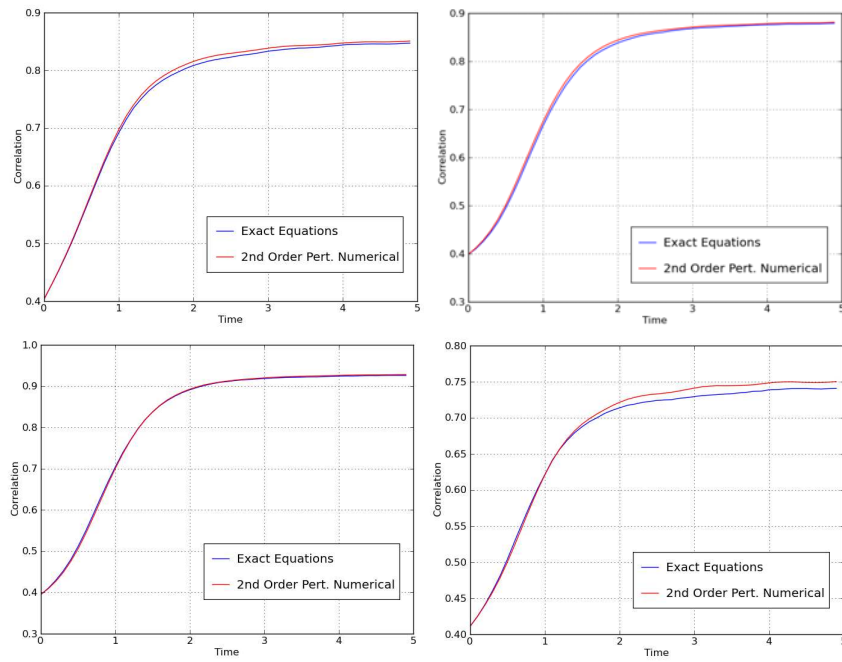 0.9
0.8
0.7
0.6
0.5
0.4
Correlation
0 1 2 3 4 5
Time
Exact Equations
2nd Order Pert. Numerical
0.9
0.8
0.7
0.6
0.5
0.4
0.3
Correlation
0 1 2 3 4 5
Time
Exact Equations
2nd Order Pert. Numerical
1.0
0.9
0.8
0.7
0.6
0.5
0.4
0.3
Correlation
0 1 2 3 4 5
Time
Exact Equations
2nd Order Pert. Numerical
0.80
0.75
0.70
0.65
0.60
0.55
0.50
0.45
0.40
Correlation
0 1 2 3 4 5
Time
Exact Equations
2nd Order Pert. Numerical